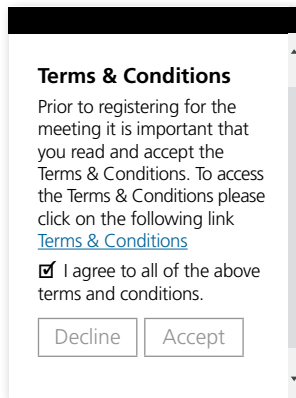 Terms & Conditions
Prior to registering for the
meeting it is important that
you read and accept the
Terms & Conditions. To access
the Terms & Conditions please
click on the following link
Terms & Conditions
I agree to all of the above
terms and conditions.
Decline Accept